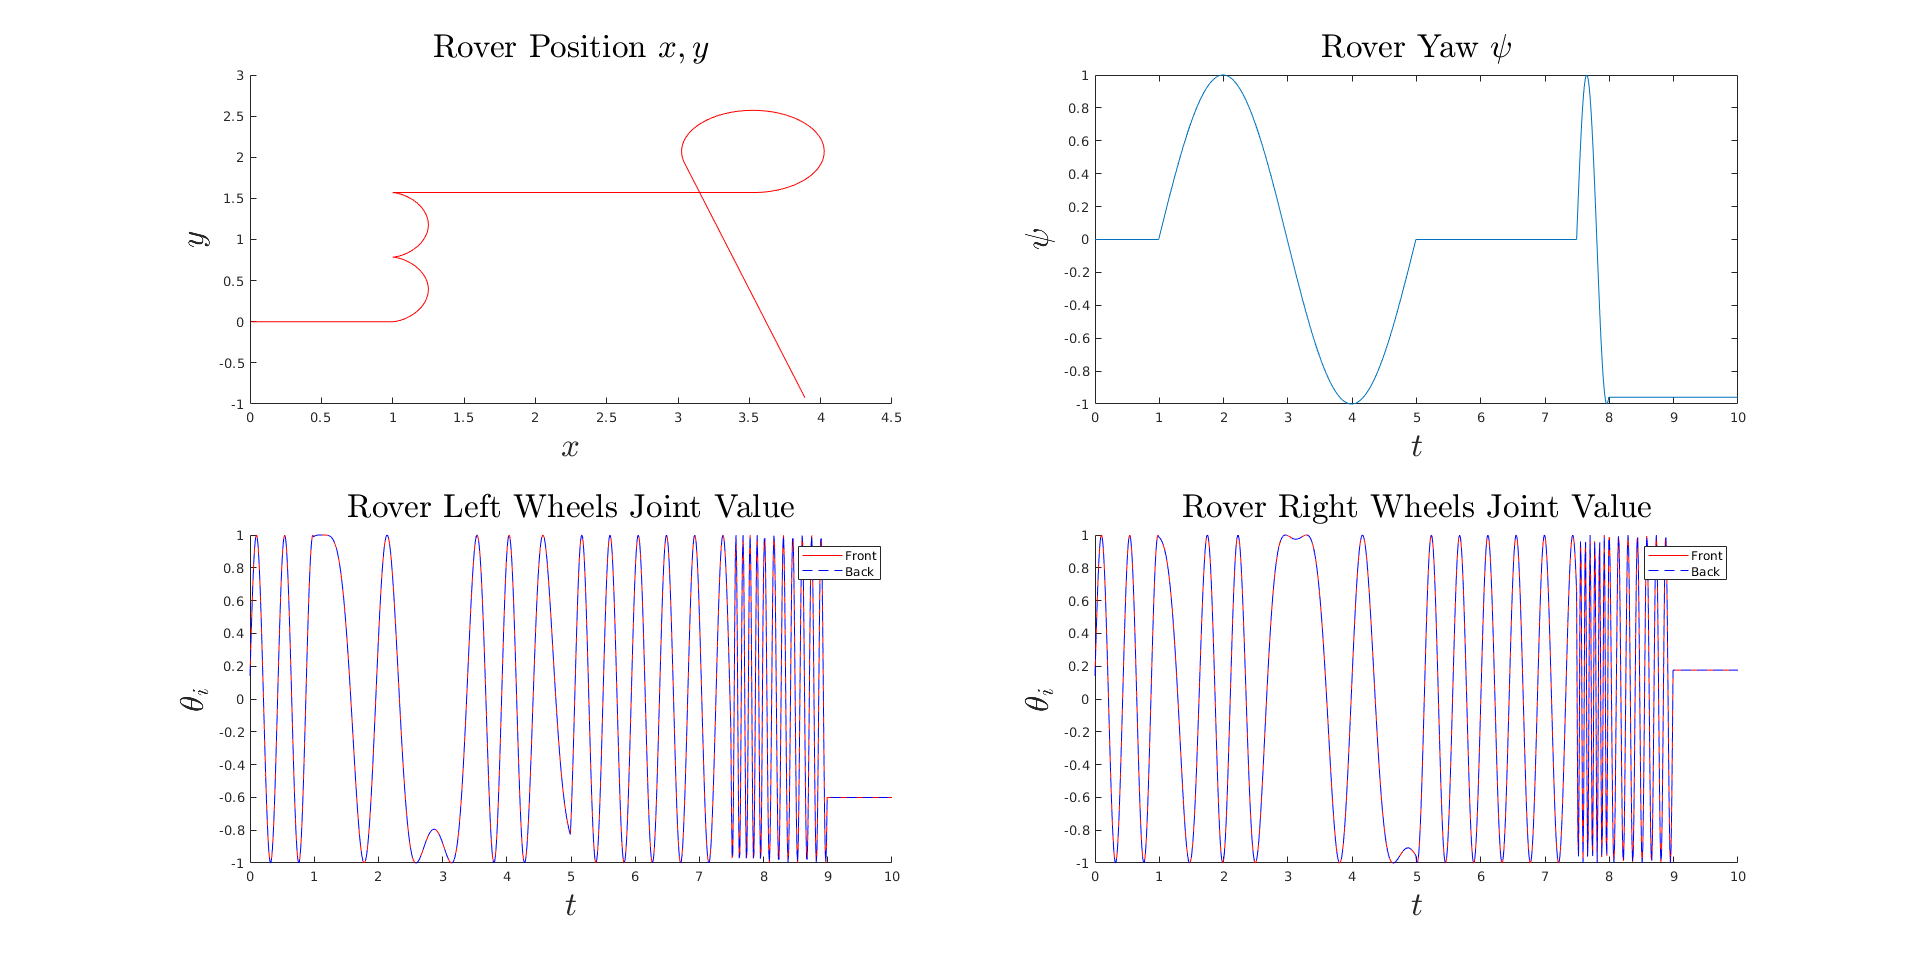 Rover Position x, y
3
2.5
2
1.5
1
0.5
0
-0.5
-1
y
0 0.5 1 1.5 2 2.5 3 3.5 4 4.5
x
Rover Yaw ψ
1
0.8
0.6
0.4
0.2
0
-0.2
-0.4
-0.6
-0.8
-1
ψ
0 1 2 3 4 5 6 7 8 9 10
t
Rover Left Wheels Joint Value
1
0.8
0.6
0.4
0.2
0
-0.2
-0.4
-0.6
-0.8
-1
θi
Front
Back
0 1 2 3 4 5 6 7 8 9 10
t
Rover Right Wheels Joint Value
1
0.8
0.6
0.4
0.2
0
-0.2
-0.4
-0.6
-0.8
-1
θi
Front
Back
0 1 2 3 4 5 6 7 8 9 10
t